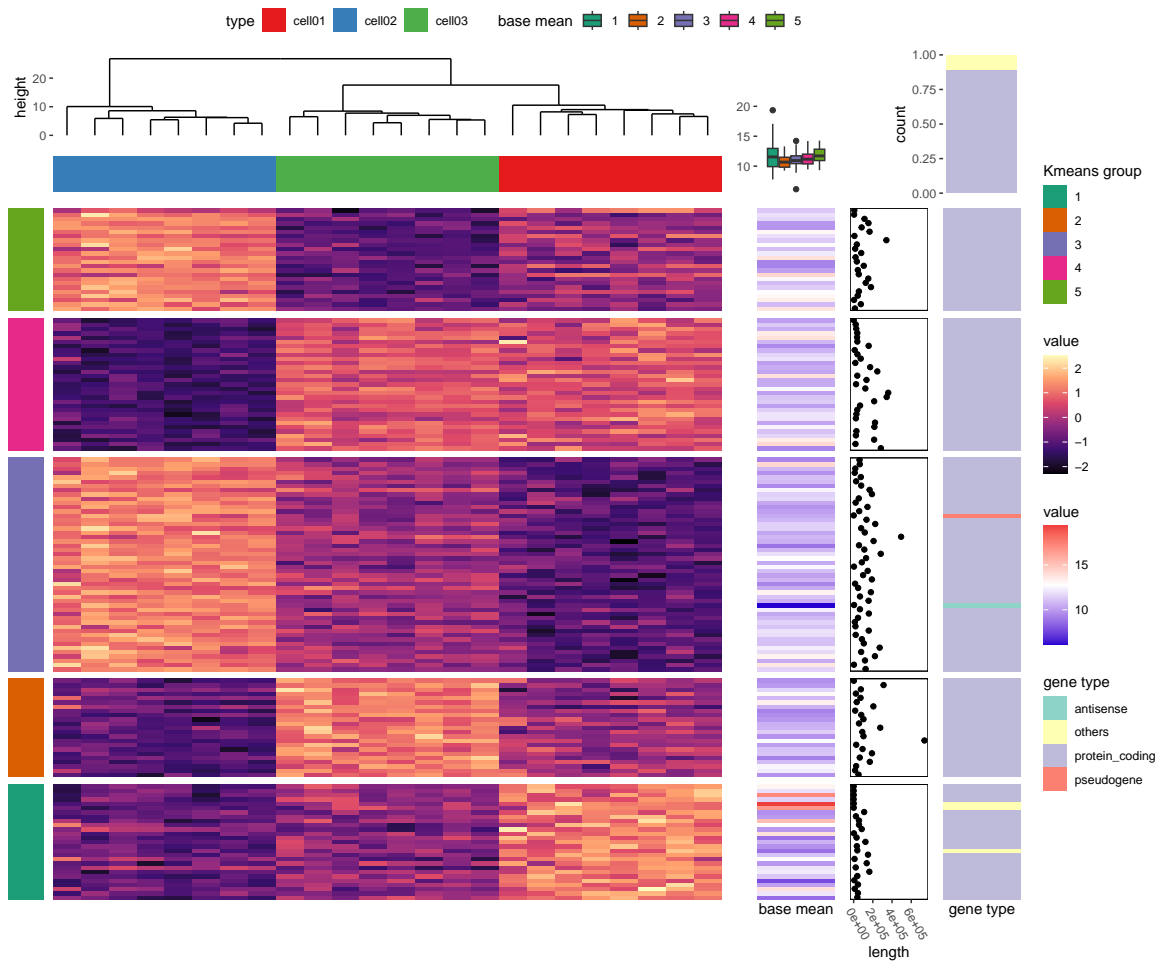 type cell01 cell02 cell03 base mean 1 2 3 4 5
height
20
10
0
20
15
10
count
1.00
0.75
0.50
0.25
0.00
Kmeans group
1
2
3
4
5
value
2
1
0
−1
−2
value
15
10
gene type
antisense
others
protein_coding
pseudogene
base mean
0e+00
2e+05
4e+05
6e+05
length
gene type